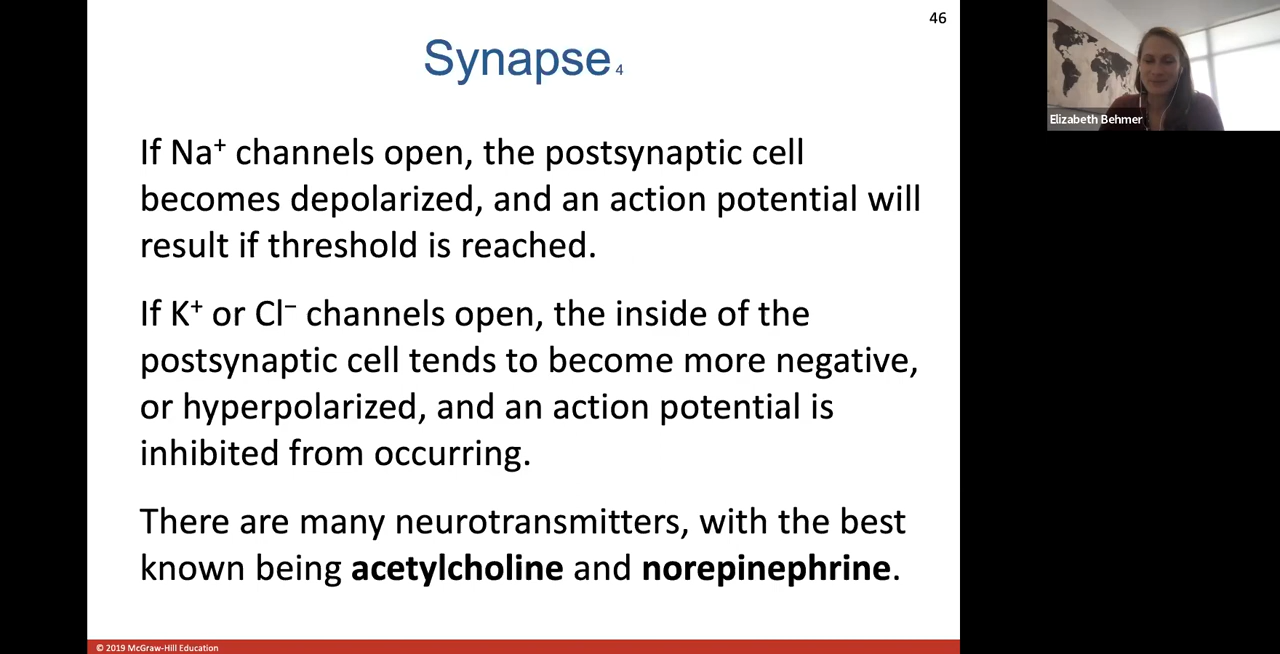 46
Synapse 4
If Na⁺ channels open, the postsynaptic cell
becomes depolarized, and an action potential will
result if threshold is reached.
If K⁺ or Cl⁻ channels open, the inside of the
postsynaptic cell tends to become more negative,
or hyperpolarized, and an action potential is
inhibited from occurring.
There are many neurotransmitters, with the best
known being acetylcholine and norepinephrine.
© 2019 McGraw-Hill Education
Elizabeth Behmer